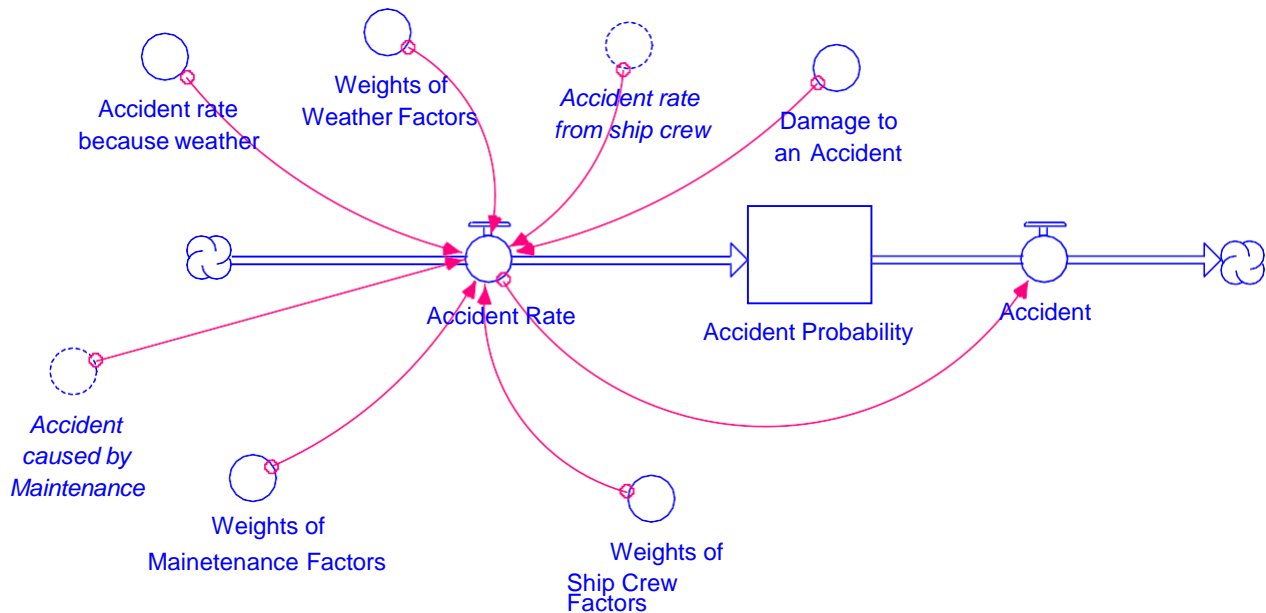 Accident rate
because weather
Weights of
Weather Factors
Accident rate
from ship crew
Damage to
an Accident
Accident Rate
Accident Probability
Accident
Accident
caused by
Maintenance
Weights of
Mainetenance Factors
Weights of
Ship Crew
Factors